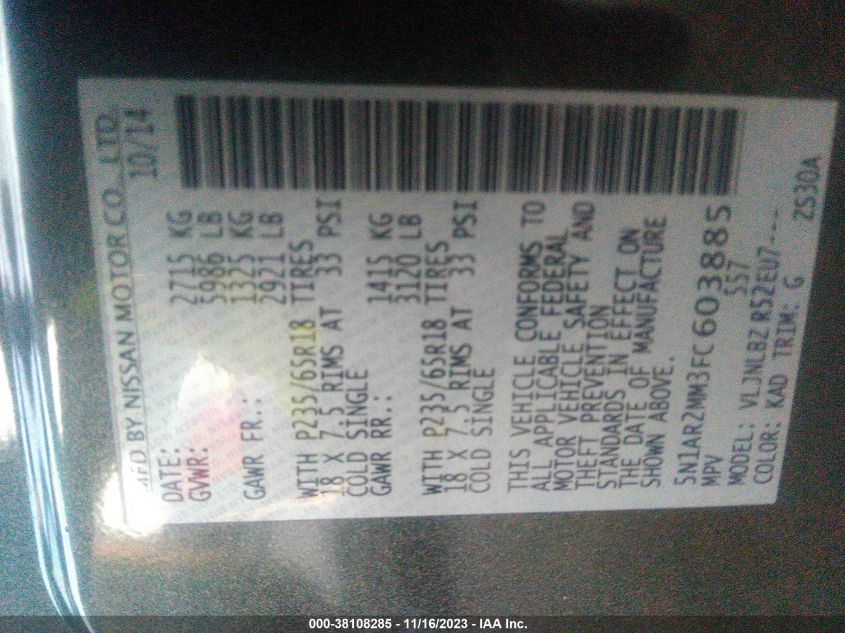 MFD BY NISSAN MOTOR CO., LTD.
DATE: 10/14
GVWR: 2715 KG
5986 LB
GAWR FR.: 1325 KG
2921 LB
WITH P235/65R18 TIRES
18 X 7.5 RIMS AT 33 PSI
COLD SINGLE
GAWR RR.: 1415 KG
3120 LB
WITH P235/65R18 TIRES
18 X 7.5 RIMS AT 33 PSI
COLD SINGLE
THIS VEHICLE CONFORMS TO
ALL APPLICABLE FEDERAL
MOTOR VEHICLE SAFETY AND
THEFT PREVENTION
STANDARDS IN EFFECT ON
THE DATE OF MANUFACTURE
SHOWN ABOVE.
5N1AR2MM3FC603885
MPV 557
MODEL: VLJNLBZ R52EU7---
COLOR: KAD TRIM: G ZS30A
000-38108285 - 11/16/2023 - IAA Inc.